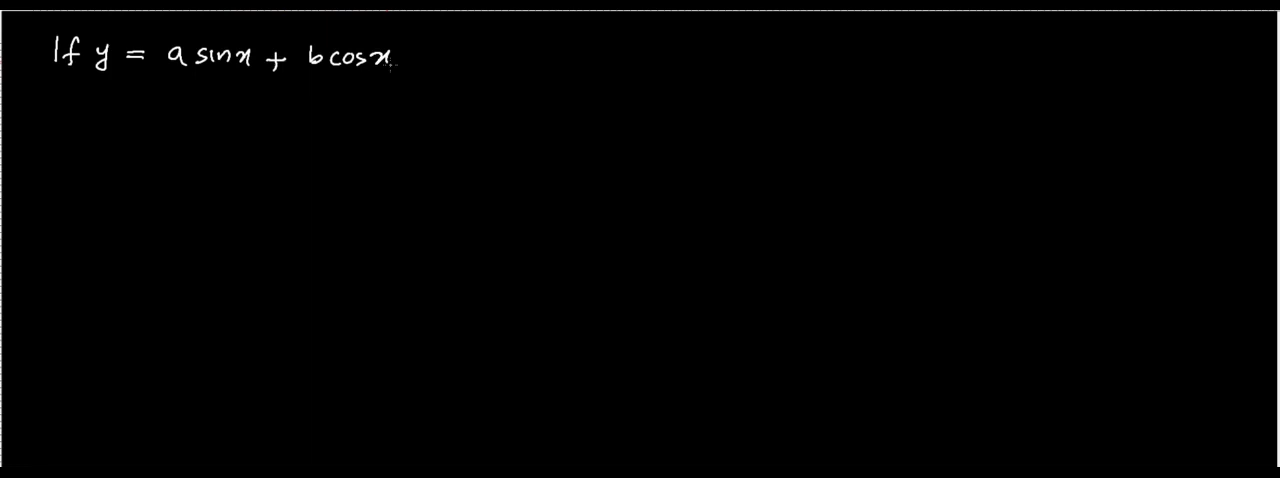 If y = a sinx + b cosx